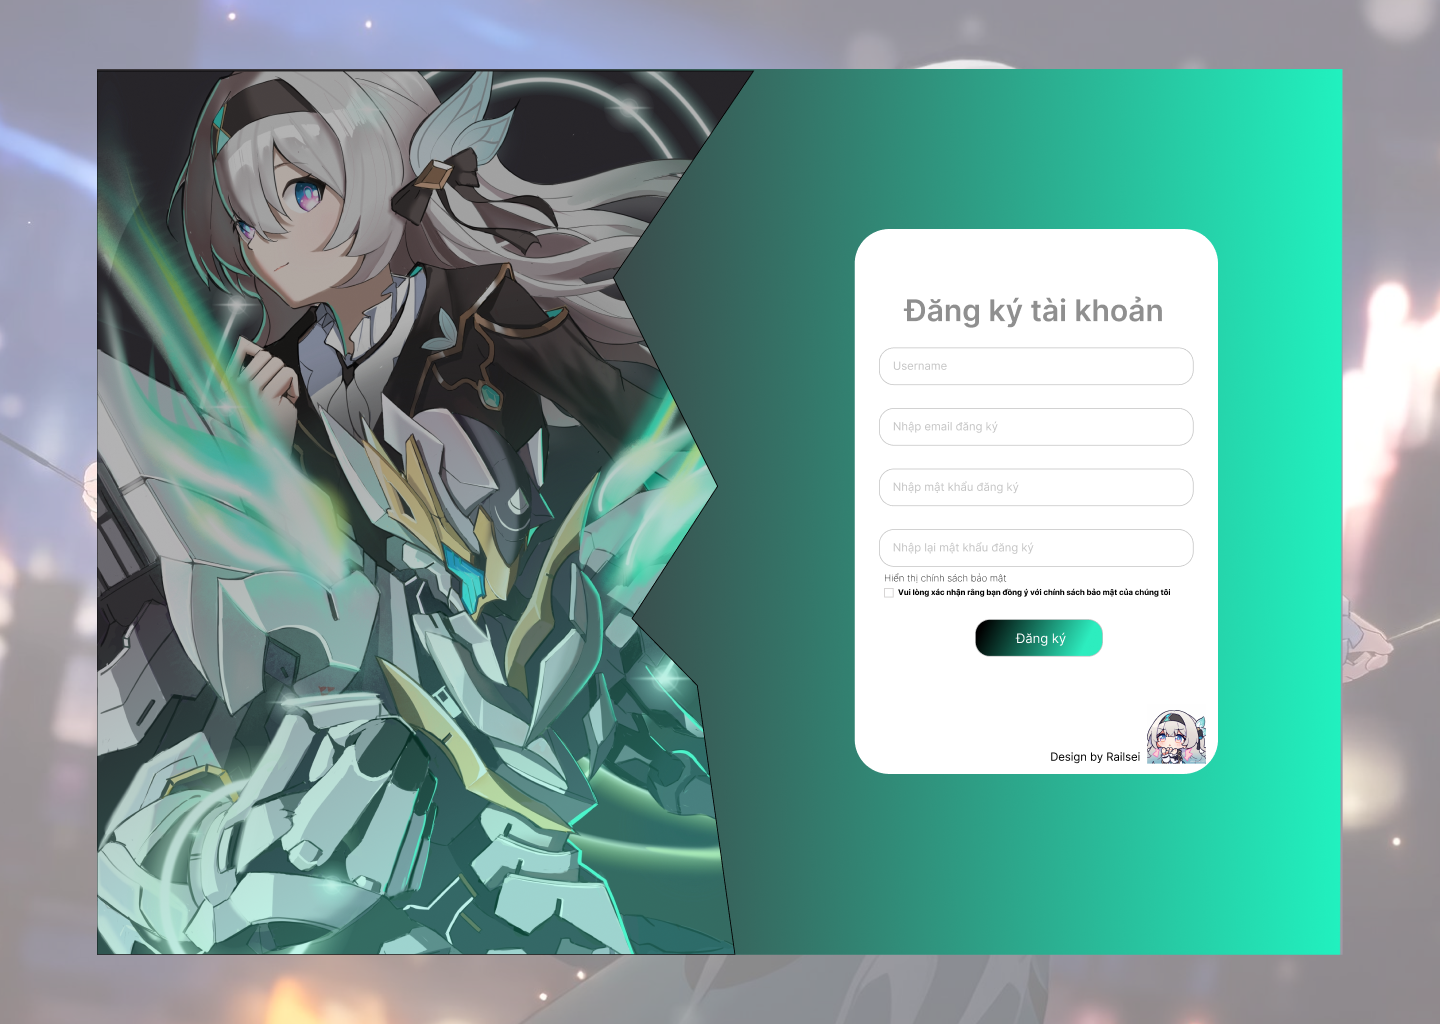 Đăng ký tài khoản
Username
Nhập email đăng ký
Nhập mật khẩu đăng ký
Nhập lại mật khẩu đăng ký
Hiển thị chính sách bảo mật
Vui lòng xác nhận rằng bạn đồng ý với chính sách bảo mật của chúng tôi
Đăng ký
Design by Railsei